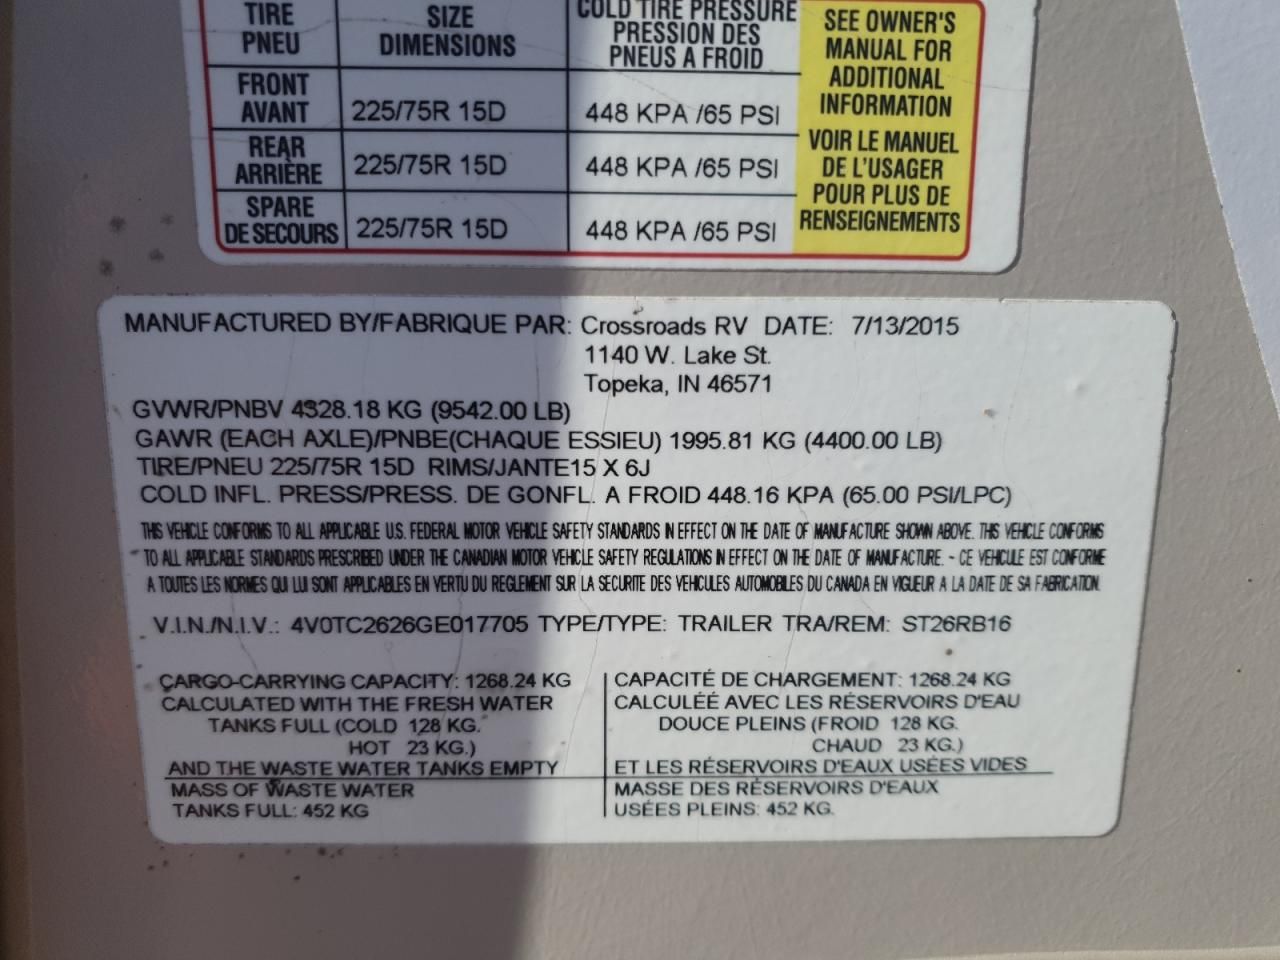 TIRE SIZE COLD TIRE PRESSURE
PNEU DIMENSIONS PRESSION DES
PNEUS A FROID
FRONT
AVANT 225/75R 15D 448 KPA /65 PSI
REAR
ARRIÈRE 225/75R 15D 448 KPA /65 PSI
SPARE
DE SECOURS 225/75R 15D 448 KPA /65 PSI
SEE OWNER'S
MANUAL FOR
ADDITIONAL
INFORMATION
VOIR LE MANUEL
DE L'USAGER
POUR PLUS DE
RENSEIGNEMENTS
MANUFACTURED BY/FABRIQUE PAR: Crossroads RV DATE: 7/13/2015
1140 W. Lake St.
Topeka, IN 46571
GVWR/PNBV 4328.18 KG (9542.00 LB)
GAWR (EACH AXLE)/PNBE(CHAQUE ESSIEU) 1995.81 KG (4400.00 LB)
TIRE/PNEU 225/75R 15D RIMS/JANTE15 X 6J
COLD INFL. PRESS/PRESS. DE GONFL. A FROID 448.16 KPA (65.00 PSI/LPC)
THIS VEHICLE CONFORMS TO ALL APPLICABLE U.S. FEDERAL MOTOR VEHICLE SAFETY STANDARDS IN EFFECT ON THE DATE OF MANUFACTURE SHOWN ABOVE. THIS VEHICLE CONFORMS
TO ALL APPLICABLE STANDARDS PRESCRIBED UNDER THE CANADIAN MOTOR VEHICLE SAFETY REGULATIONS IN EFFECT ON THE DATE OF MANUFACTURE. - CE VEHICULE EST CONFORME
A TOUTES LES NORMES QUI LUI SONT APPLICABLES EN VERTU DU REGLEMENT SUR LA SECURITE DES VEHICULES AUTOMOBILES DU CANADA EN VIGUEUR A LA DATE DE SA FABRICATION.
V.I.N./N.I.V.: 4V0TC2626GE017705 TYPE/TYPE: TRAILER TRA/REM: ST26RB16
CARGO-CARRYING CAPACITY: 1268.24 KG
CALCULATED WITH THE FRESH WATER
TANKS FULL (COLD 128 KG.
HOT 23 KG.)
AND THE WASTE WATER TANKS EMPTY
MASS OF WASTE WATER
TANKS FULL: 452 KG
CAPACITÉ DE CHARGEMENT: 1268.24 KG
CALCULÉE AVEC LES RÉSERVOIRS D'EAU
DOUCE PLEINS (FROID 128 KG.
CHAUD 23 KG.)
ET LES RÉSERVOIRS D'EAUX USÉES VIDES
MASSE DES RÉSERVOIRS D'EAUX
USÉES PLEINS: 452 KG.